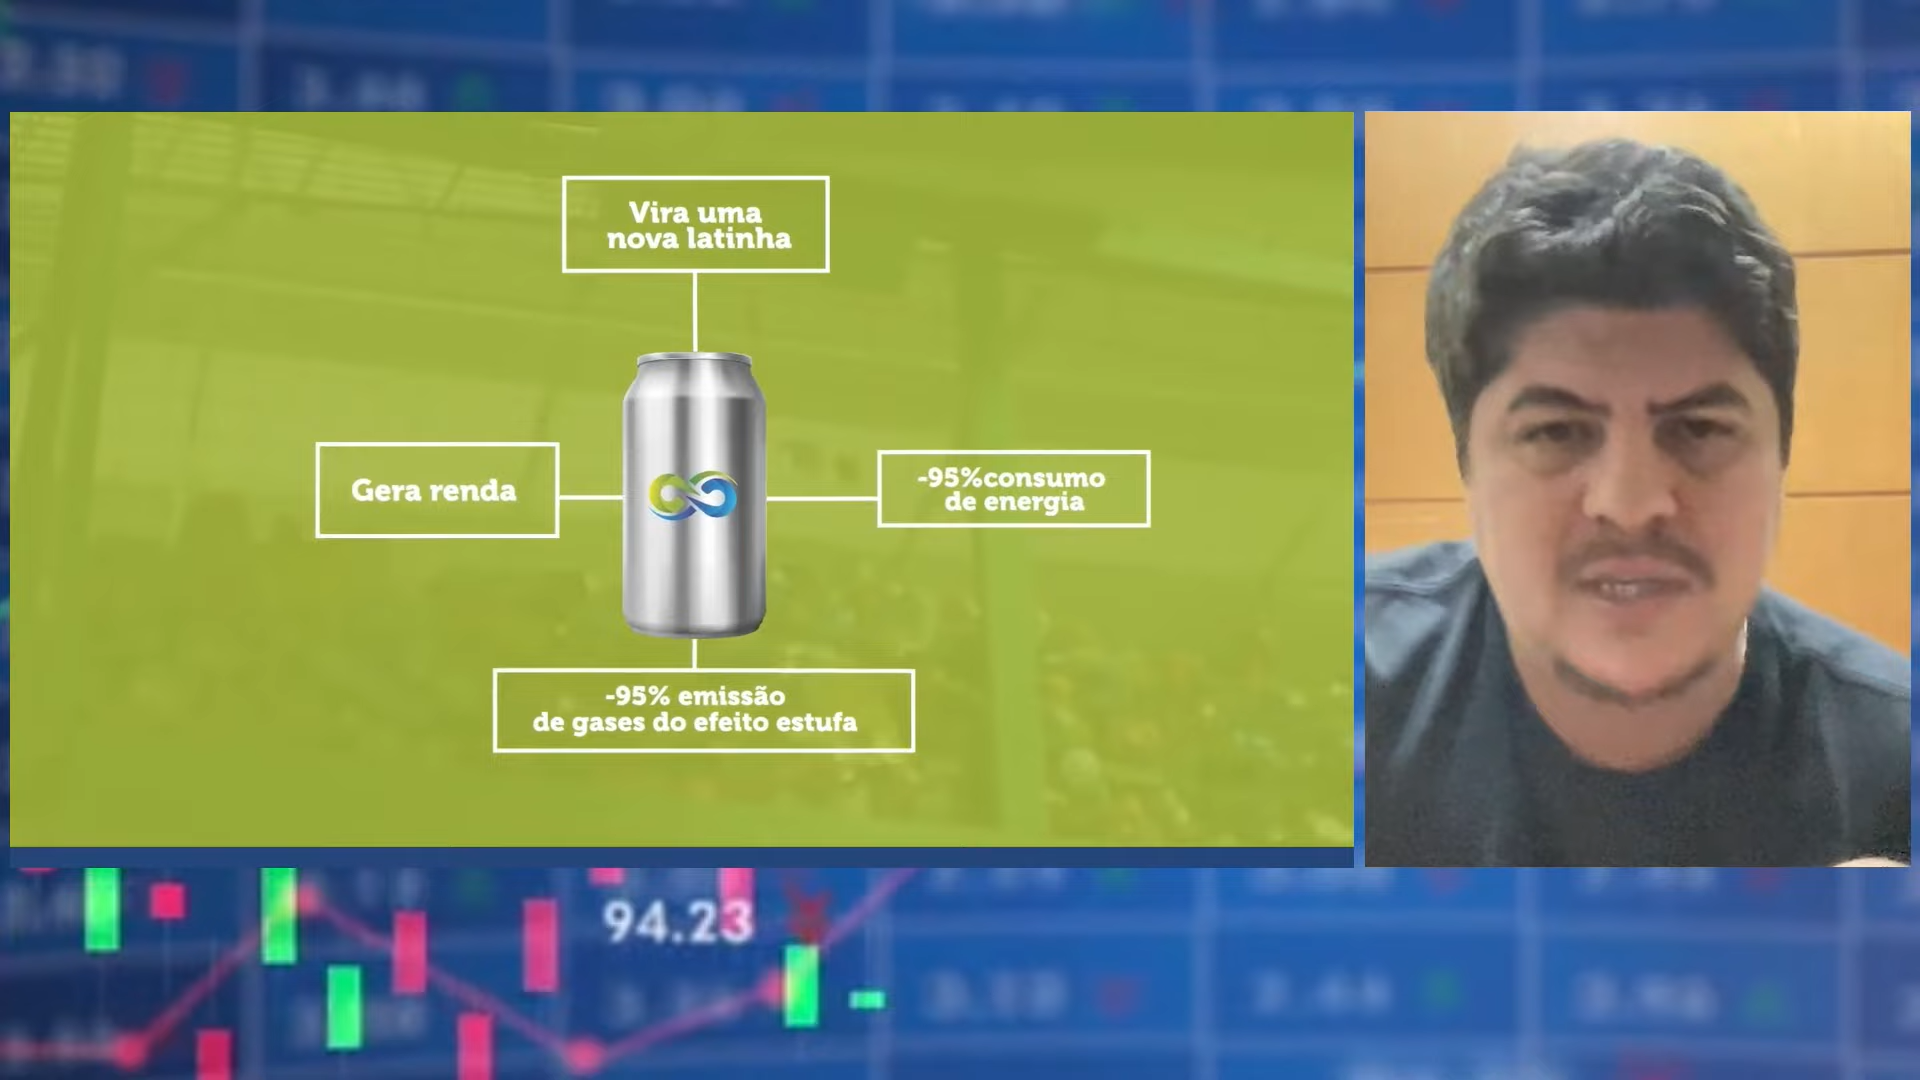 Vira uma
nova latinha
Gera renda
-95%consumo
de energia
-95% emissão
de gases do efeito estufa
94.23